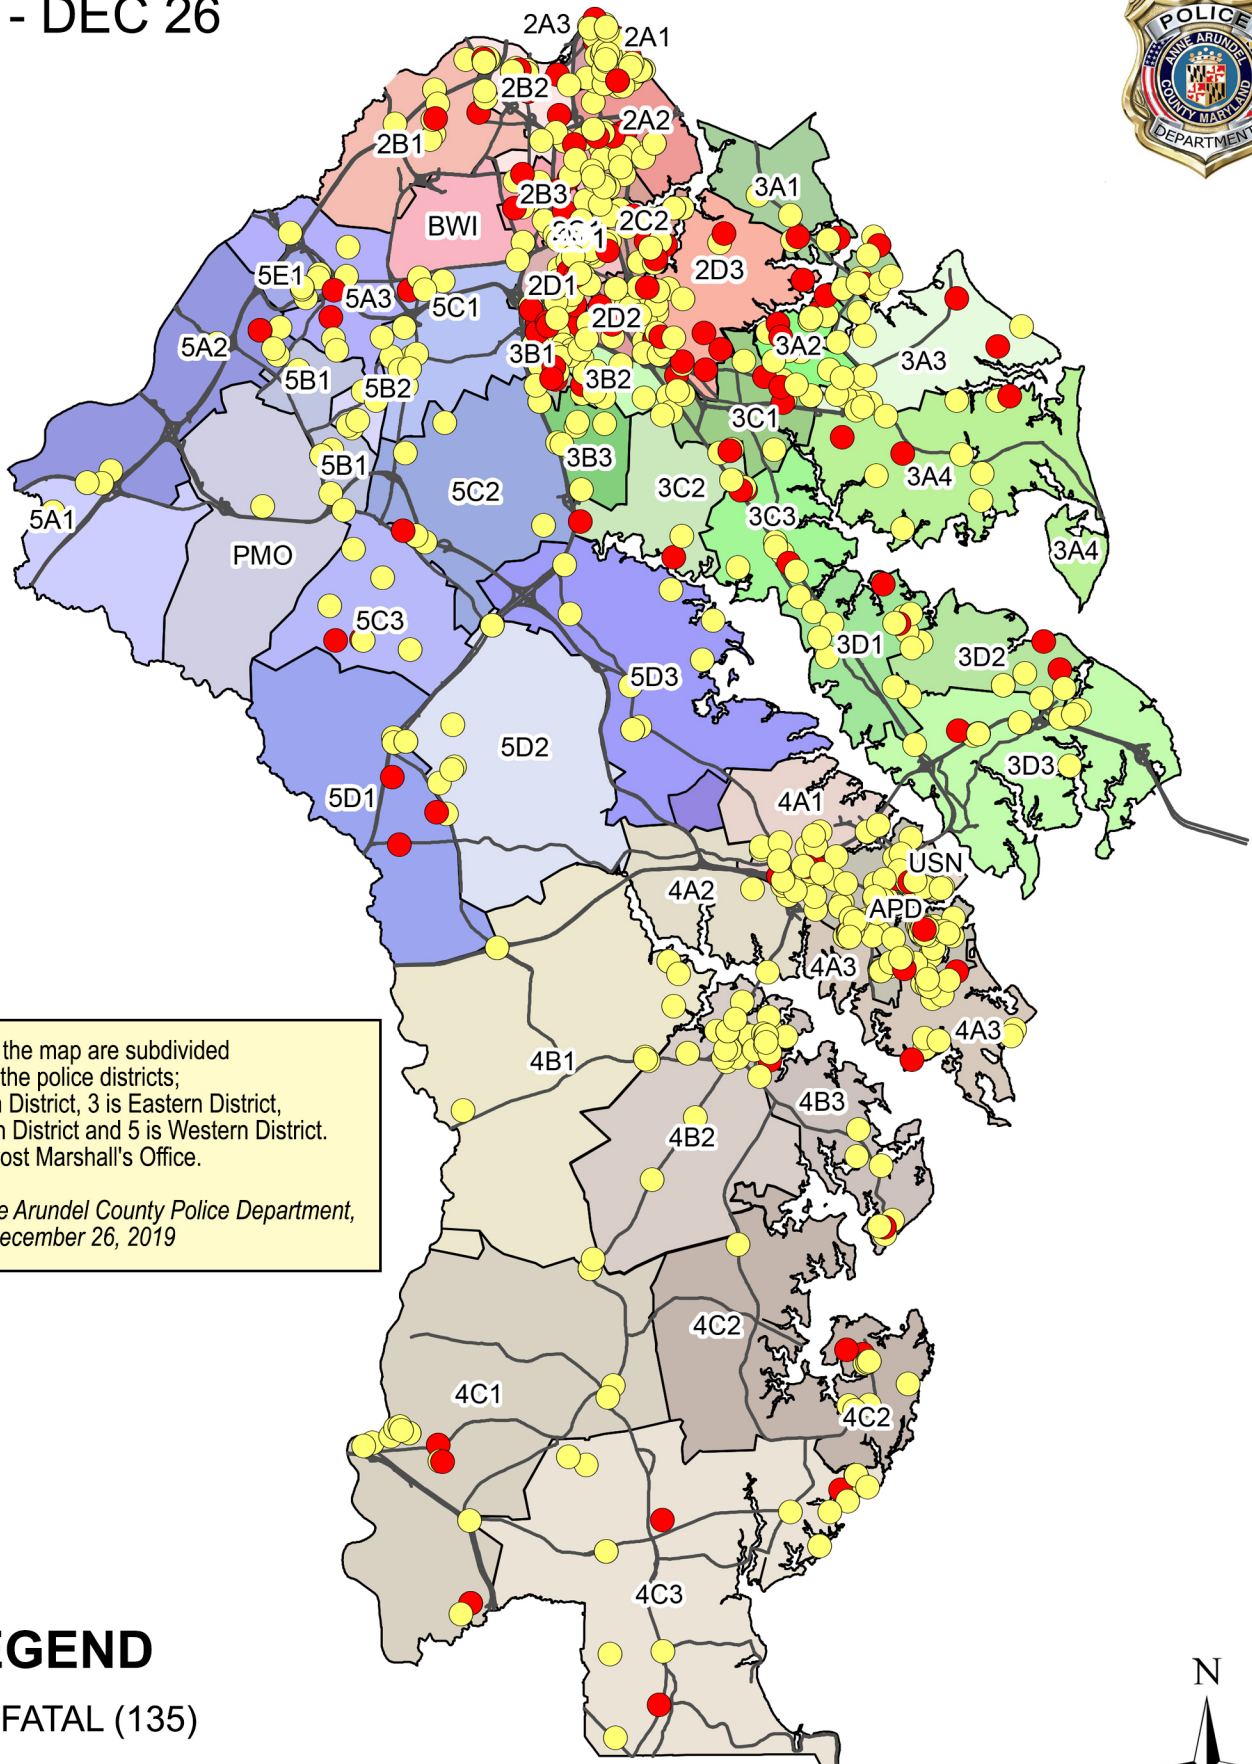 - DEC 26
POLICE
ANNE ARUNDEL
COUNTY MARYLAND
DEPARTMENT
2A3
2A1
2B2
2A2
2B1
3A1
2B3
2C2
BWI
2D3
5E1
2D1
5A3
5C1
2D2
5A2
3A2
3B1
3A3
5B1
5B2
3B2
3C1
3B3
5B1
3A4
5C2
3C2
5A1
3C3
PMO
3A4
5C3
3D1
3D2
5D3
5D2
3D3
5D1
4A1
USN
4A2
APD
4A3
4A3
4B1
4B3
4B2
4C2
4C1
4C2
4C3
the map are subdivided
the police districts;
District, 3 is Eastern District,
District and 5 is Western District.
ost Marshall's Office.
e Arundel County Police Department,
ecember 26, 2019
EGEND
FATAL (135)
N